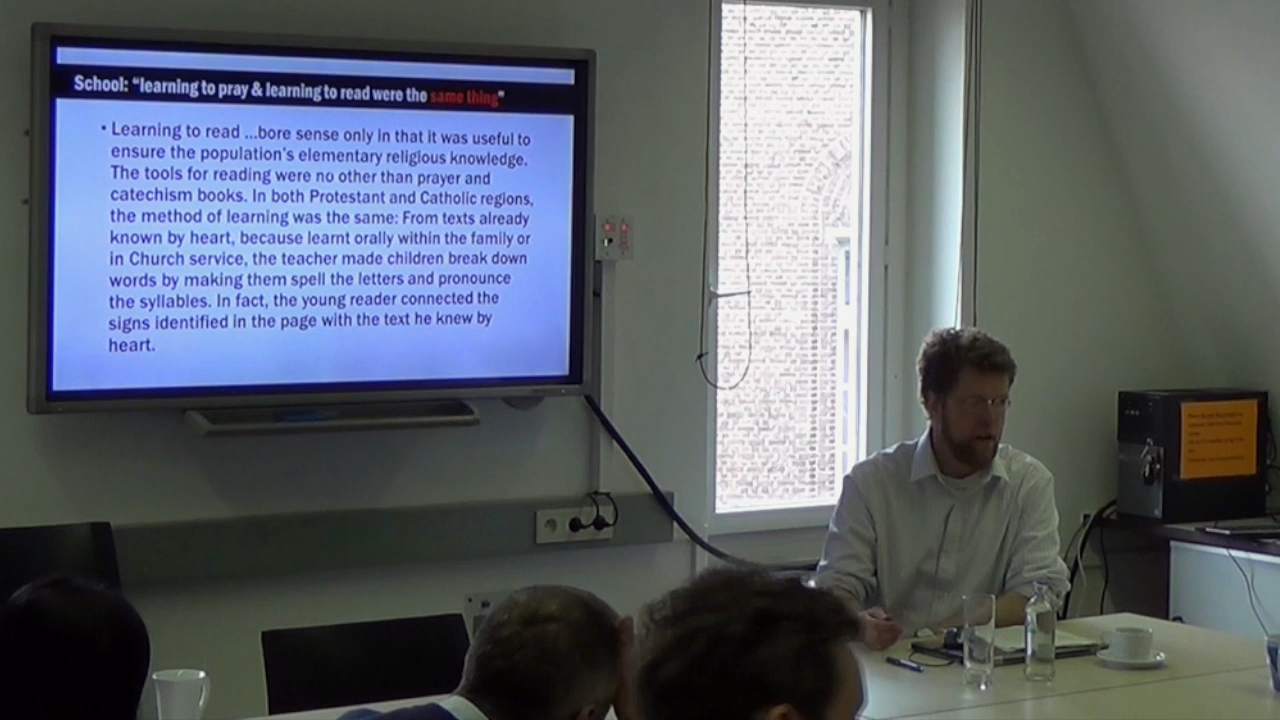 School: "learning to pray & learning to read were the same thing"
• Learning to read ...bore sense only in that it was useful to
ensure the population's elementary religious knowledge.
The tools for reading were no other than prayer and
catechism books. In both Protestant and Catholic regions,
the method of learning was the same: From texts already
known by heart, because learnt orally within the family or
in Church service, the teacher made children break down
words by making them spell the letters and pronounce
the syllables. In fact, the young reader connected the
signs identified in the page with the text he knew by
heart.